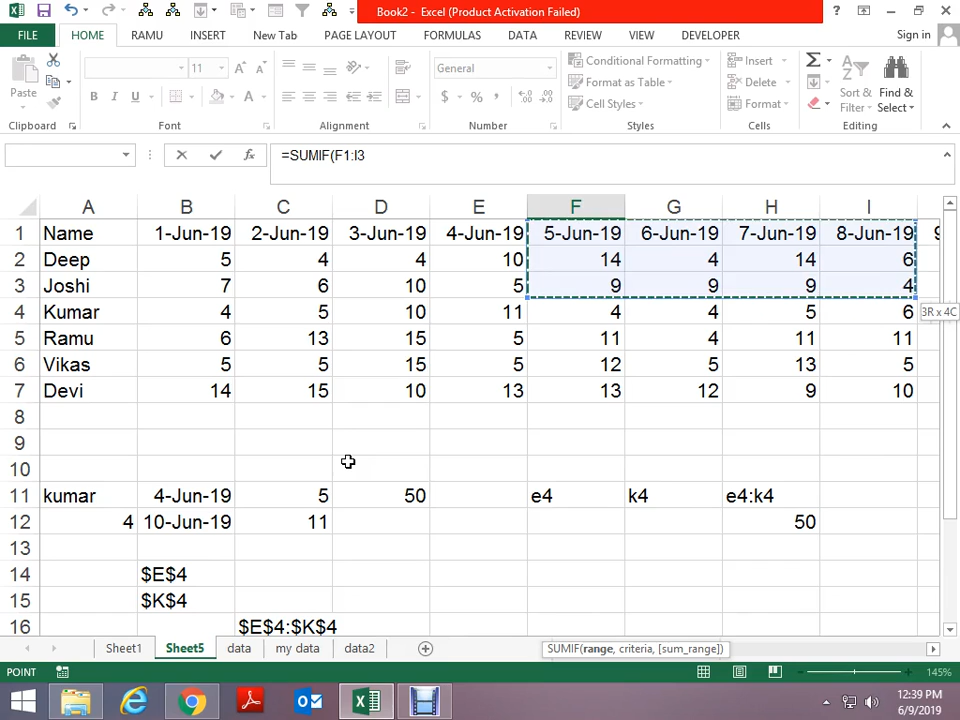 Book2 - Excel (Product Activation Failed)
?
FILE HOME RAMU INSERT New Tab PAGE LAYOUT FORMULAS DATA REVIEW VIEW DEVELOPER Sign in
Paste
11
B I U
General
$ % ,
Conditional Formatting
Format as Table
Cell Styles
Insert
Delete
Format
Sort & Filter
Find & Select
Clipboard Font Alignment Number Styles Cells Editing
fx =SUMIF(F1:I3
A B C D E F G H I
1 Name 1-Jun-19 2-Jun-19 3-Jun-19 4-Jun-19 5-Jun-19 6-Jun-19 7-Jun-19 8-Jun-19 9
2 Deep 5 4 4 10 14 4 14 6
3 Joshi 7 6 10 5 9 9 9 4
3R x 4C
4 Kumar 4 5 10 11 4 4 5 6
5 Ramu 6 13 15 5 11 4 11 11
6 Vikas 5 5 15 5 12 5 13 5
7 Devi 14 15 10 13 13 12 9 10
8
9
10
11 kumar 4-Jun-19 5 50 e4 k4 e4:k4
12 4 10-Jun-19 11 50
13
14 $E$4
15 $K$4
16 $E$4:$K$4
Sheet1 Sheet5 data my data data2
SUMIF(range, criteria, [sum_range])
POINT 145%
12:39 PM
6/9/2019